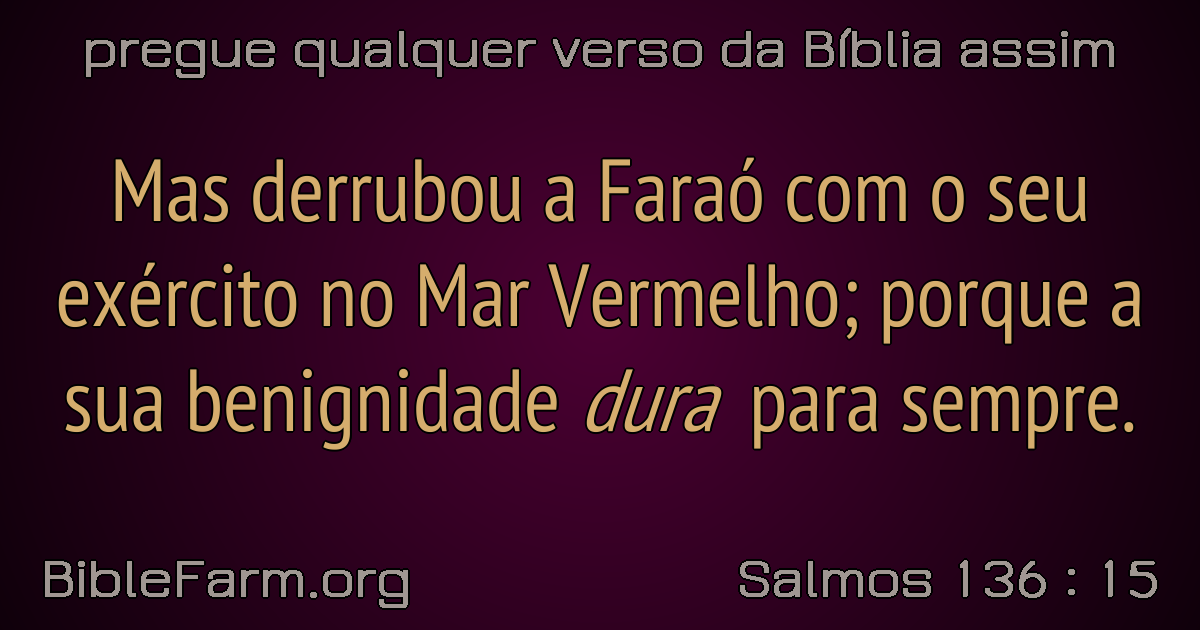 pregue qualquer verso da Bíblia assim
Mas derrubou a Faraó com o seu
exército no Mar Vermelho; porque a
sua benignidade dura para sempre.
BibleFarm.org
Salmos 136 : 15